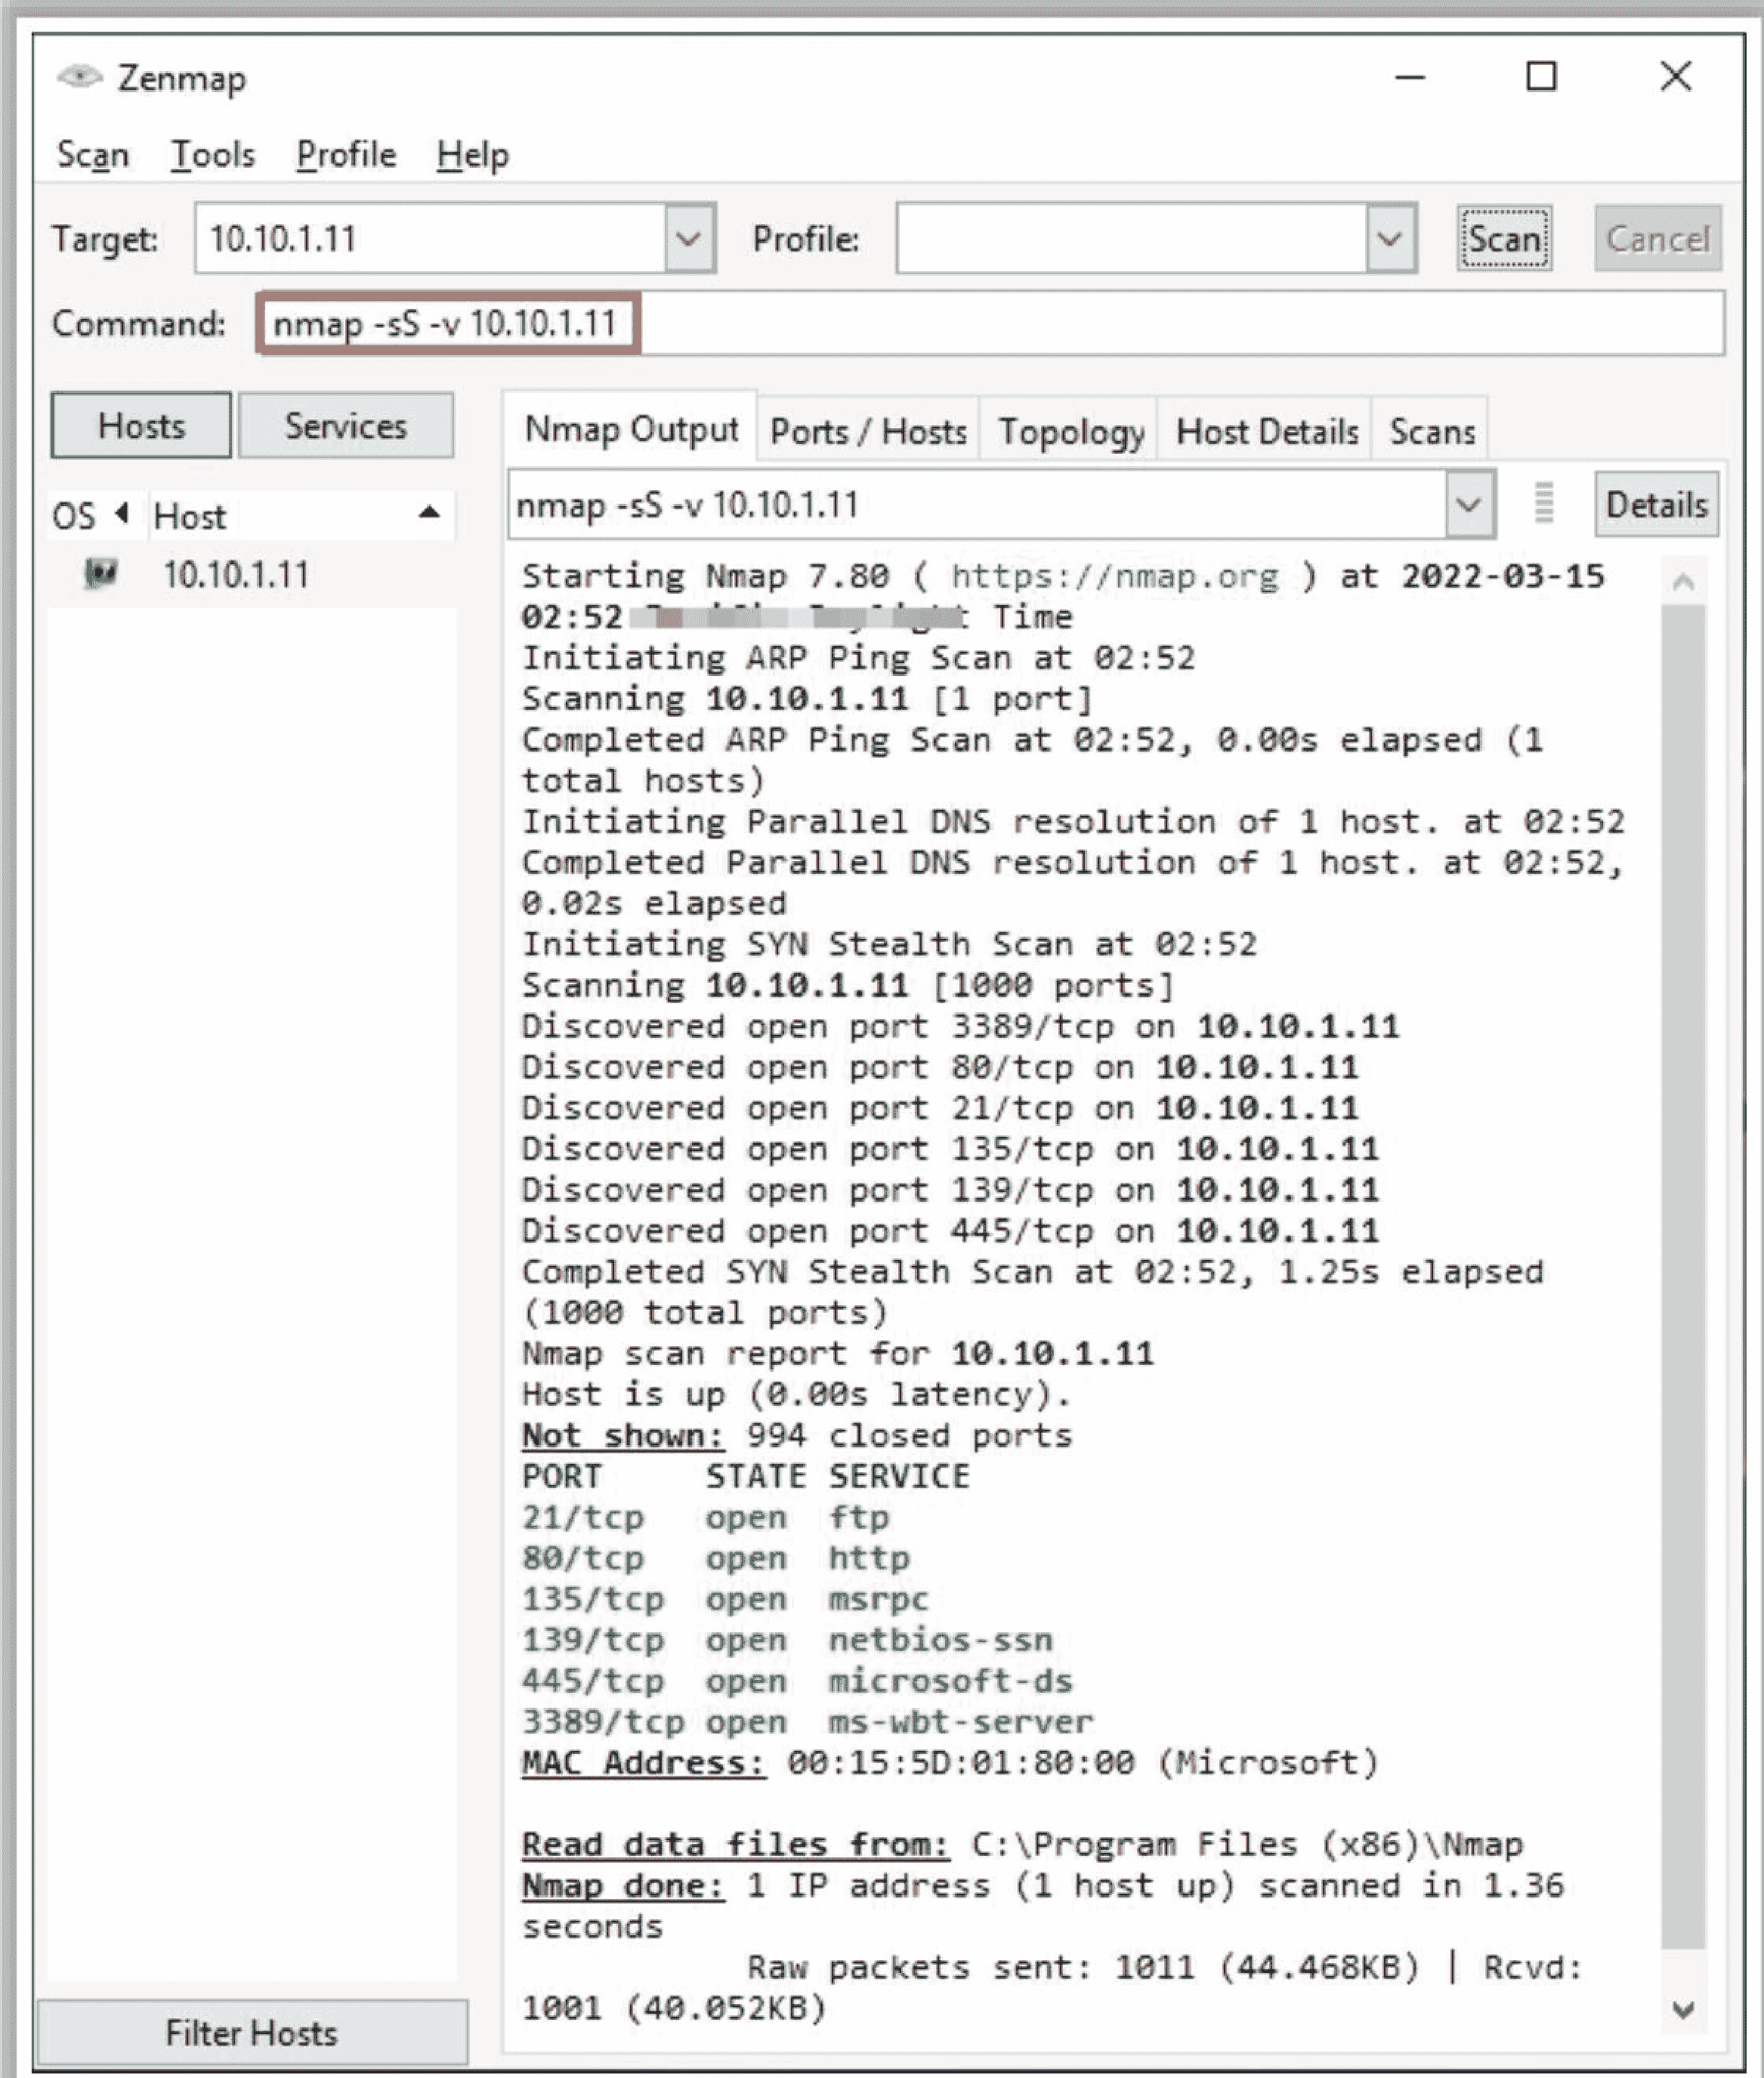 Zenmap
Scan Tools Profile Help
Target: 10.10.1.11 Profile: Scan Cancel
Command: nmap -sS -v 10.10.1.11
Hosts Services
Nmap Output Ports / Hosts Topology Host Details Scans
OS Host
nmap -sS -v 10.10.1.11 Details
10.10.1.11
Starting Nmap 7.80 ( https://nmap.org ) at 2022-03-15
02:52 Time
Initiating ARP Ping Scan at 02:52
Scanning 10.10.1.11 [1 port]
Completed ARP Ping Scan at 02:52, 0.00s elapsed (1
total hosts)
Initiating Parallel DNS resolution of 1 host. at 02:52
Completed Parallel DNS resolution of 1 host. at 02:52,
0.02s elapsed
Initiating SYN Stealth Scan at 02:52
Scanning 10.10.1.11 [1000 ports]
Discovered open port 3389/tcp on 10.10.1.11
Discovered open port 80/tcp on 10.10.1.11
Discovered open port 21/tcp on 10.10.1.11
Discovered open port 135/tcp on 10.10.1.11
Discovered open port 139/tcp on 10.10.1.11
Discovered open port 445/tcp on 10.10.1.11
Completed SYN Stealth Scan at 02:52, 1.25s elapsed
(1000 total ports)
Nmap scan report for 10.10.1.11
Host is up (0.00s latency).
Not shown: 994 closed ports
PORT STATE SERVICE
21/tcp open ftp
80/tcp open http
135/tcp open msrpc
139/tcp open netbios-ssn
445/tcp open microsoft-ds
3389/tcp open ms-wbt-server
MAC Address: 00:15:5D:01:80:00 (Microsoft)
Read data files from: C:\Program Files (x86)\Nmap
Nmap done: 1 IP address (1 host up) scanned in 1.36
seconds
Raw packets sent: 1011 (44.468KB) | Rcvd:
1001 (40.052KB)
Filter Hosts